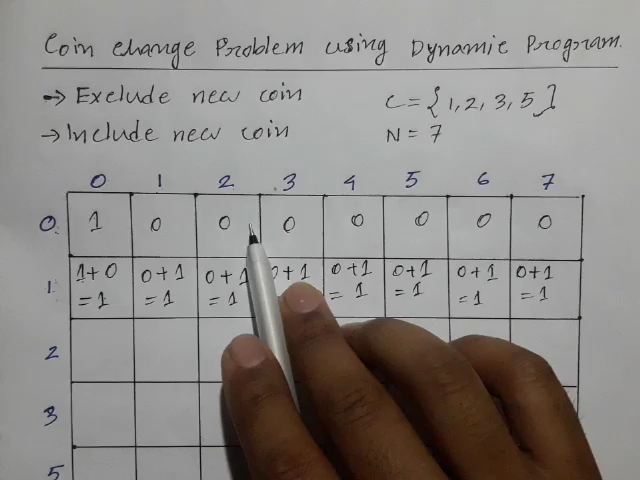 Coin change Problem using Dynamic Program.
→ Exclude new coin C = {1, 2, 3, 5}
→ Include new coin N = 7
0 1 2 3 4 5 6 7
0 1 0 0 0 0 0 0 0
1 1+0 0+1 0+1 0+1 0+1 0+1 0+1 0+1
=1 =1 =1 = 1 =1 =1 =1
2
3
5